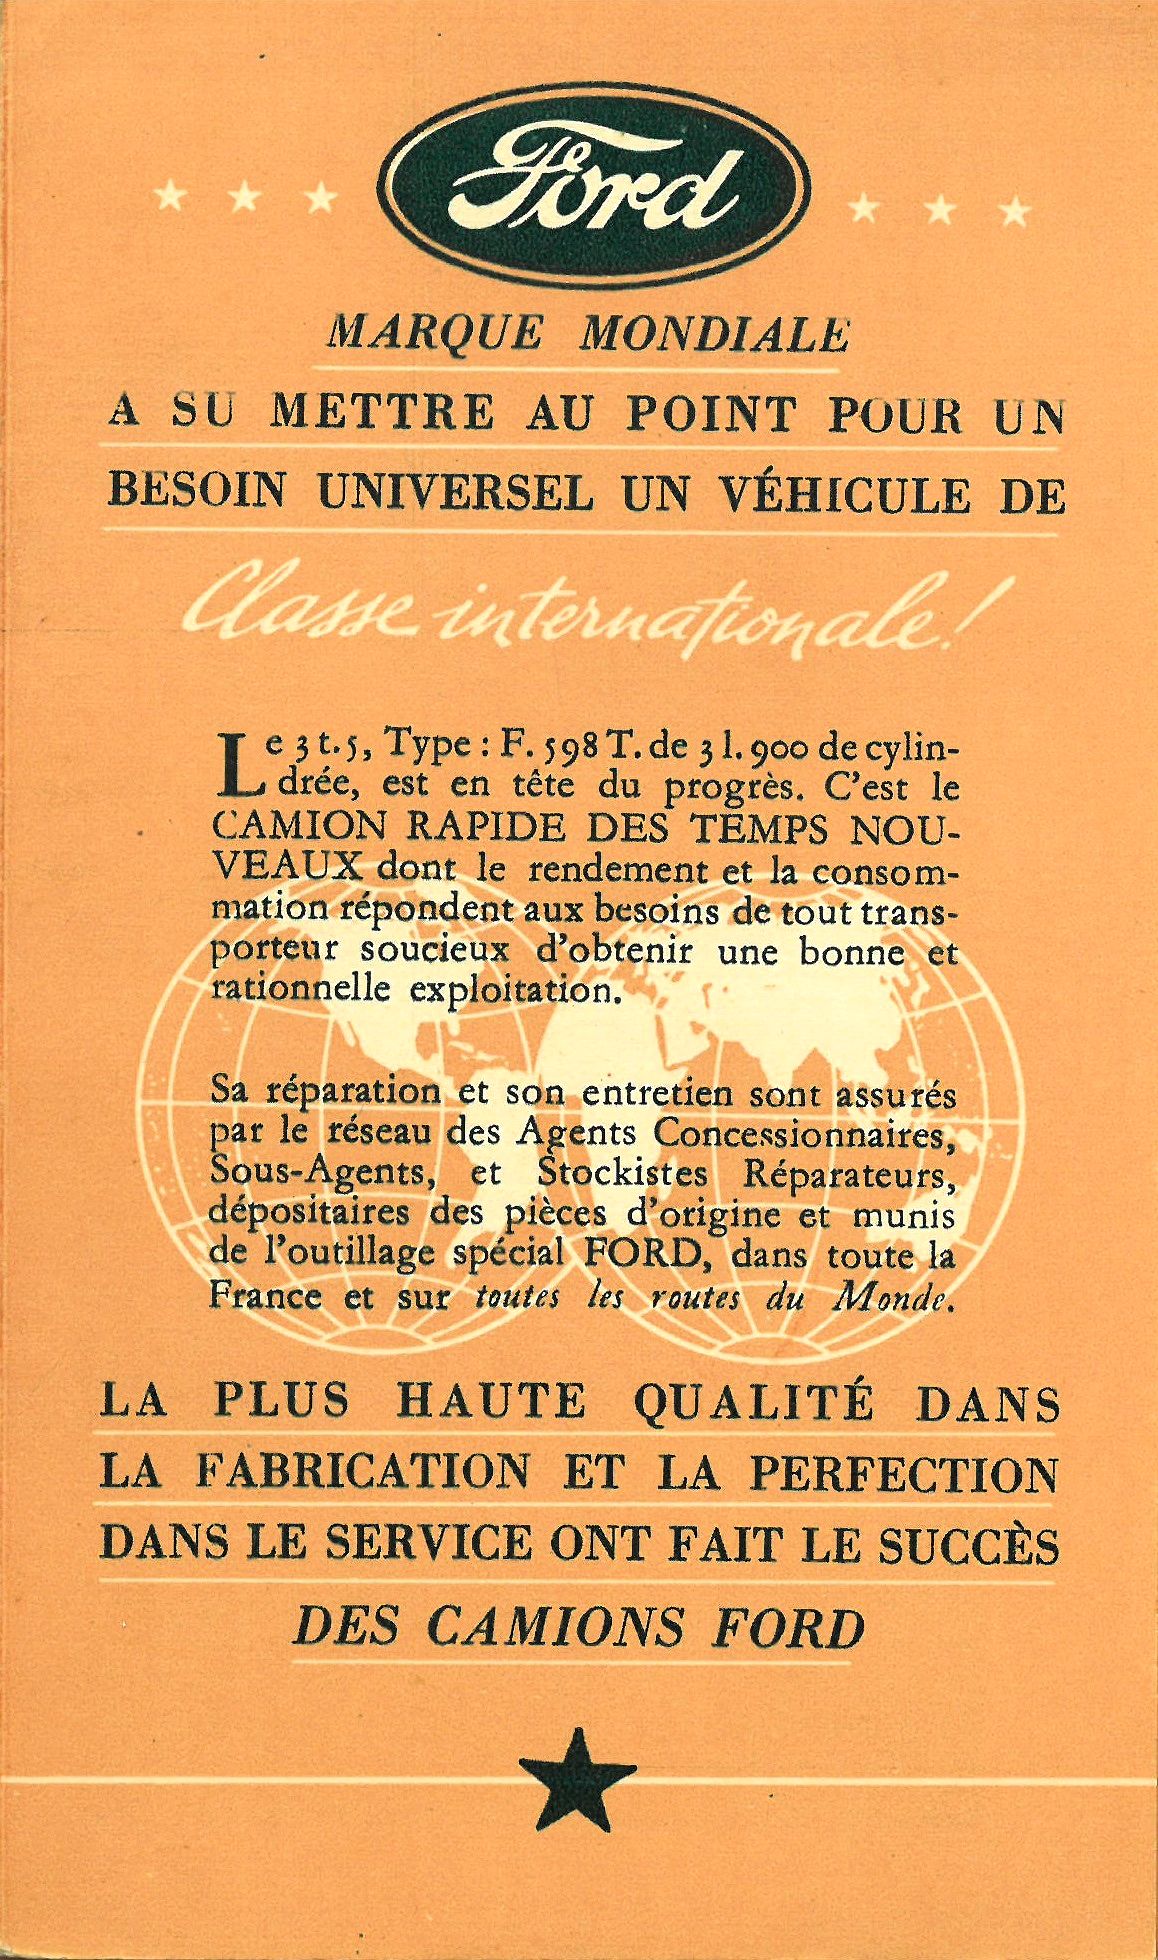 Ford
MARQUE MONDIALE
A SU METTRE AU POINT POUR UN
BESOIN UNIVERSEL UN VÉHICULE DE
Classe internationale!
Le 3 t. 5, Type : F. 598 T. de 3 l. 900 de cylin-
drée, est en tête du progrès. C'est le
CAMION RAPIDE DES TEMPS NOU-
VEAUX dont le rendement et la consom-
mation répondent aux besoins de tout trans-
porteur soucieux d'obtenir une bonne et
rationnelle exploitation.
Sa réparation et son entretien sont assurés
par le réseau des Agents Concessionnaires,
Sous-Agents, et Stockistes Réparateurs,
dépositaires des pièces d'origine et munis
de l'outillage spécial FORD, dans toute la
France et sur toutes les routes du Monde.
LA PLUS HAUTE QUALITÉ DANS
LA FABRICATION ET LA PERFECTION
DANS LE SERVICE ONT FAIT LE SUCCÈS
DES CAMIONS FORD